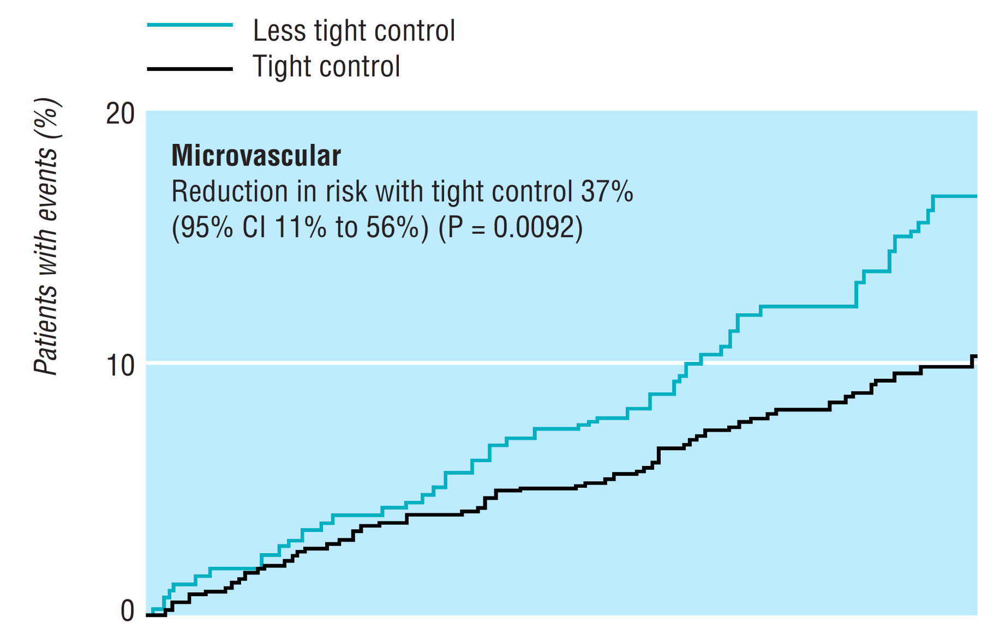 Less tight control
Tight control
Patients with events (%)
20
Microvascular
Reduction in risk with tight control 37%
(95% CI 11% to 56%) (P = 0.0092)
10
0